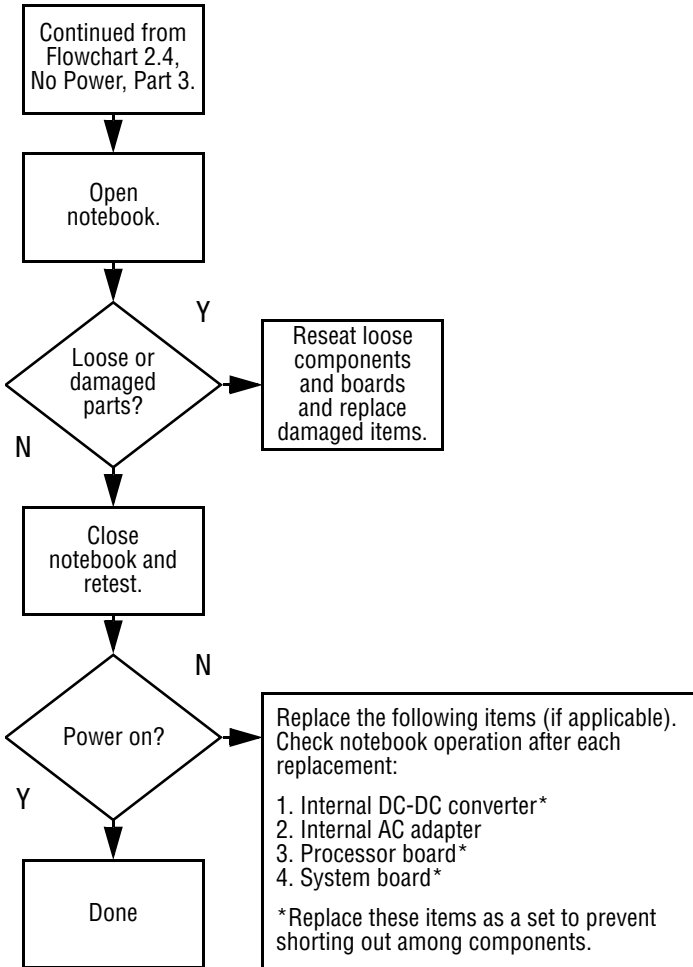 Continued from
Flowchart 2.4,
No Power, Part 3.
Open
notebook.
Y
Loose or
damaged
parts?
Reseat loose
components
and boards
and replace
damaged items.
N
Close
notebook and
retest.
N
Power on?
Replace the following items (if applicable).
Check notebook operation after each
replacement:
1. Internal DC-DC converter*
2. Internal AC adapter
3. Processor board*
4. System board*
*Replace these items as a set to prevent
shorting out among components.
Y
Done